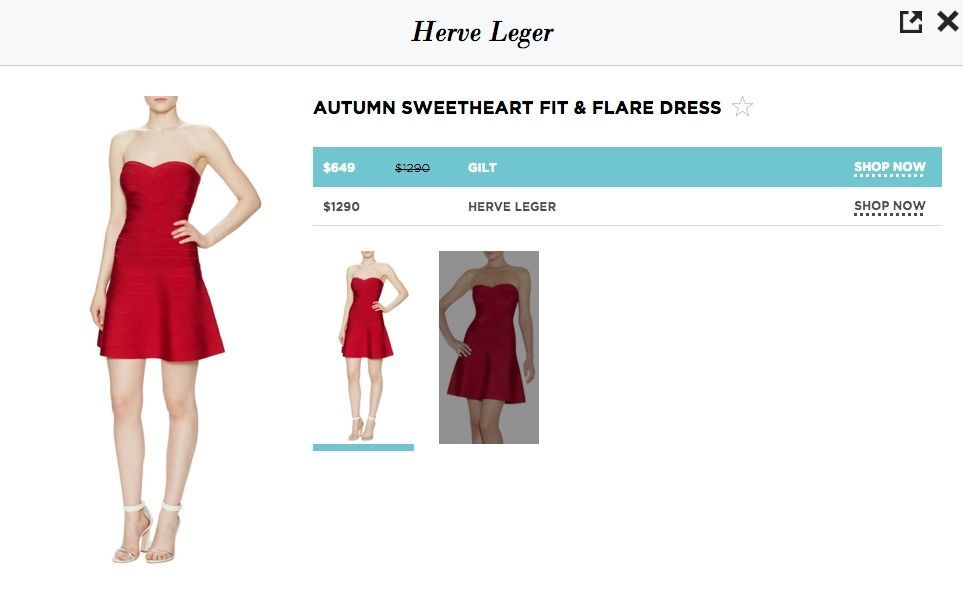 Herve Leger
AUTUMN SWEETHEART FIT & FLARE DRESS
$649 $1290 GILT SHOP NOW
$1290 HERVE LEGER SHOP NOW